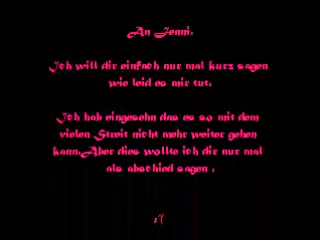 An Jenni.
Ich will dir einfach nur mal kurz sagen
wie leid es mir tut.
Ich hab eingesehn das es so mit dem
vielen Streit nicht mehr weiter gehen
kann.Aber dies wollte ich dir nur mal
als abschied sagen :
:'(